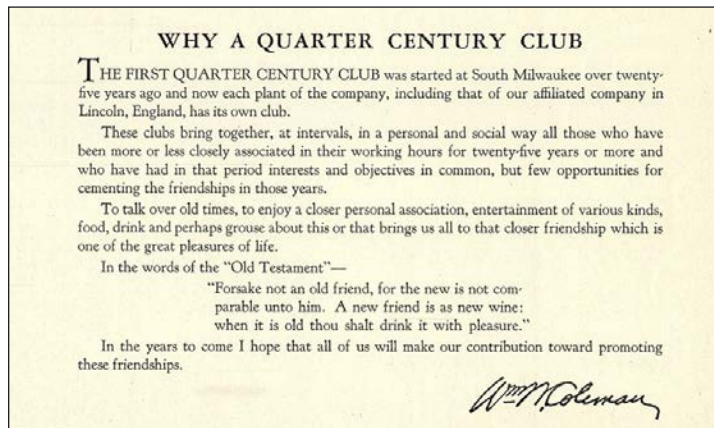 WHY A QUARTER CENTURY CLUB
THE FIRST QUARTER CENTURY CLUB was started at South Milwaukee over twenty-
five years ago and now each plant of the company, including that of our affiliated company in
Lincoln, England, has its own club.
These clubs bring together, at intervals, in a personal and social way all those who have
been more or less closely associated in their working hours for twenty-five years or more and
who have had in that period interests and objectives in common, but few opportunities for
cementing the friendships in those years.
To talk over old times, to enjoy a closer personal association, entertainment of various kinds,
food, drink and perhaps grouse about this or that brings us all to that closer friendship which is
one of the great pleasures of life.
In the words of the "Old Testament"—
"Forsake not an old friend, for the new is not com-
parable unto him. A new friend is as new wine:
when it is old thou shalt drink it with pleasure."
In the years to come I hope that all of us will make our contribution toward promoting
these friendships.
Wm M. Coleman